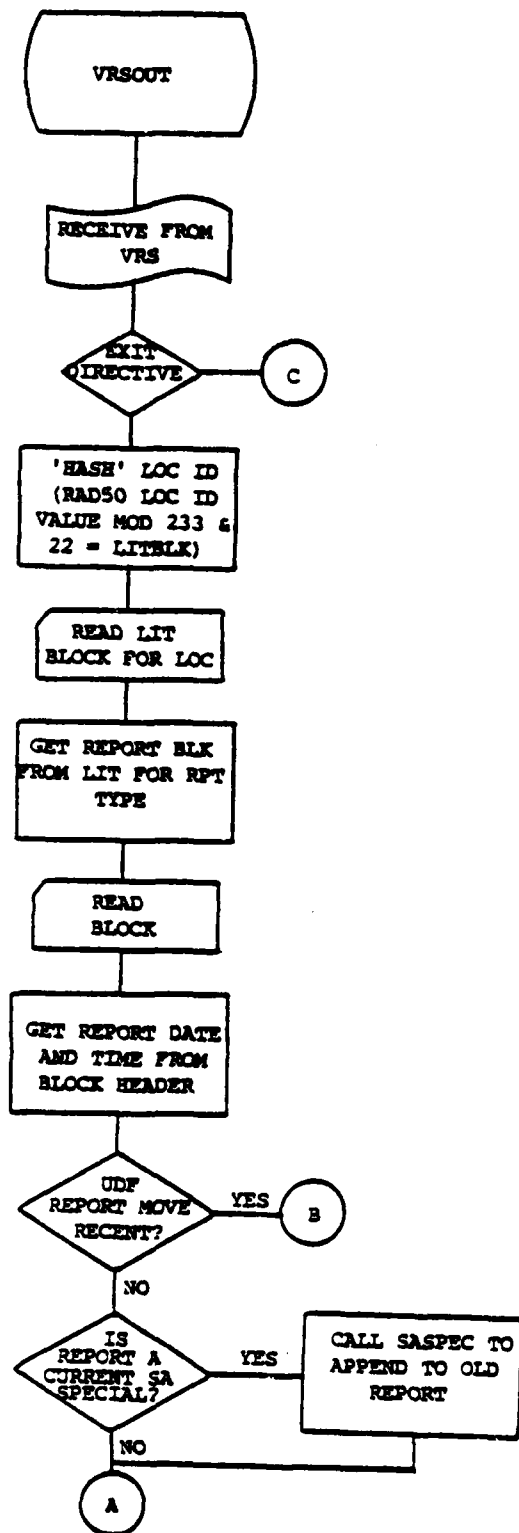 VRSOUT
RECEIVE FROM
VRS
EXIT
DIRECTIVE
C
'HASH' LOC ID
(RAD50 LOC ID
VALUE MOD 233 &
22 = LITBLK)
READ LIT
BLOCK FOR LOC
GET REPORT BLK
FROM LIT FOR RPT
TYPE
READ
BLOCK
GET REPORT DATE
AND TIME FROM
BLOCK HEADER
UDF
REPORT MOVE
RECENT?
YES
B
NO
IS
REPORT A
CURRENT SA
SPECIAL?
YES
CALL SASPEC TO
APPEND TO OLD
REPORT
NO
A